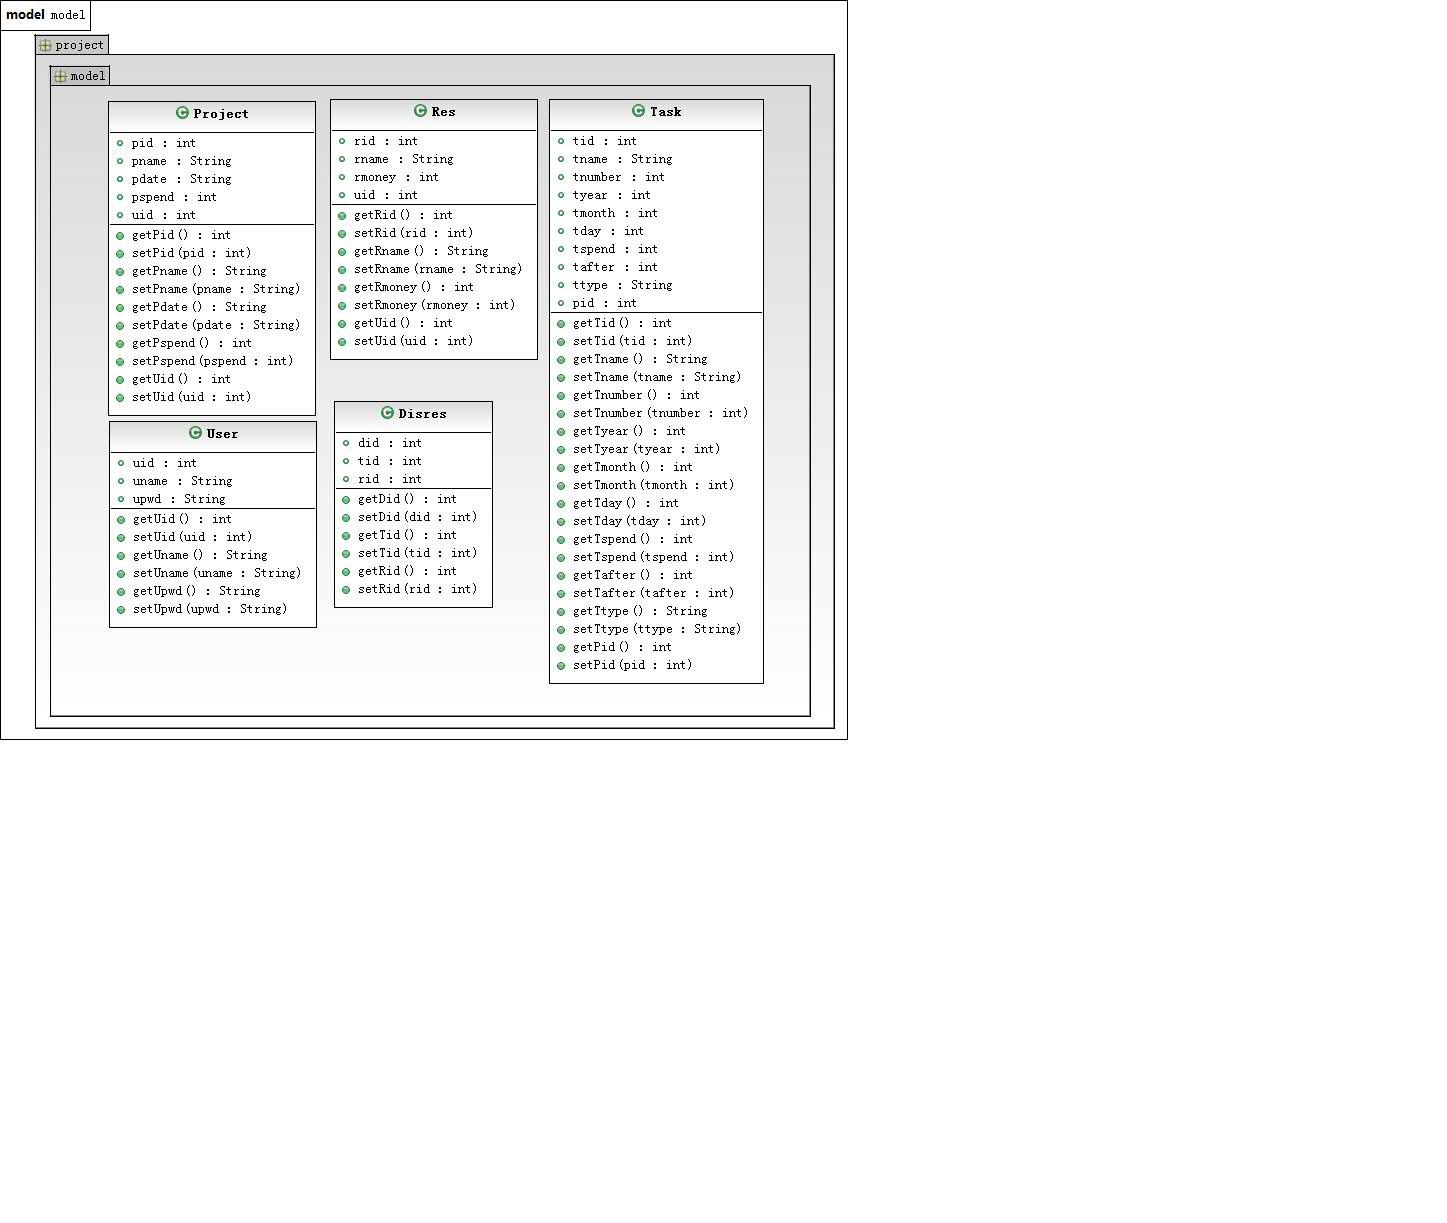 model model
project
model
Project
pid : int
pname : String
pdate : String
pspend : int
uid : int
getPid() : int
setPid(pid : int)
getPname() : String
setPname(pname : String)
getPdate() : String
setPdate(pdate : String)
getPspend() : int
setPspend(pspend : int)
getUid() : int
setUid(uid : int)
Res
rid : int
rname : String
rmoney : int
uid : int
getRid() : int
setRid(rid : int)
getRname() : String
setRname(rname : String)
getRmoney() : int
setRmoney(rmoney : int)
getUid() : int
setUid(uid : int)
Task
tid : int
tname : String
tnumber : int
tyear : int
tmonth : int
tday : int
tspend : int
tafter : int
ttype : String
pid : int
getTid() : int
setTid(tid : int)
getTname() : String
setTname(tname : String)
getTnumber() : int
setTnumber(tnumber : int)
getTyear() : int
setTyear(tyear : int)
getTmonth() : int
setTmonth(tmonth : int)
getTday() : int
setTday(tday : int)
getTspend() : int
setTspend(tspend : int)
getTafter() : int
setTafter(tafter : int)
getTtype() : String
setTtype(ttype : String)
getPid() : int
setPid(pid : int)
User
uid : int
uname : String
upwd : String
getUid() : int
setUid(uid : int)
getUname() : String
setUname(uname : String)
getUpwd() : String
setUpwd(upwd : String)
Disres
did : int
tid : int
rid : int
getDid() : int
setDid(did : int)
getTid() : int
setTid(tid : int)
getRid() : int
setRid(rid : int)